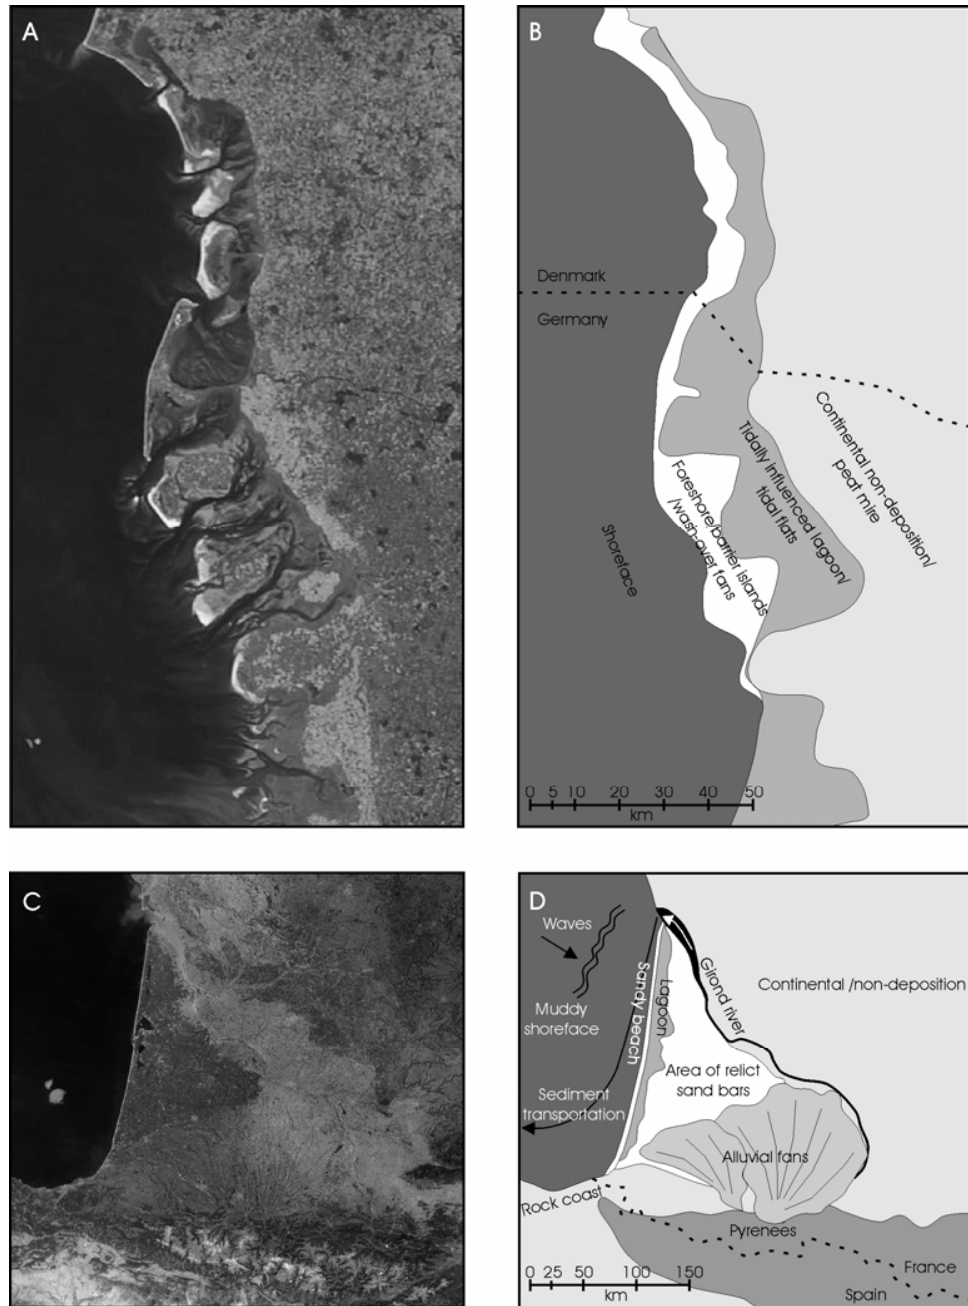 A
B
Denmark
Germany
Shoreface
Foreshore/barrier islands
/wash-over fans
Tidally influenced lagoon/
tidal flats
Continental non-deposition/
peat mire
0 5 10 20 30 40 50
km
C
D
Waves
Muddy
shoreface
Sediment
transportation
Sandy beach
Lagoon
Girond river
Continental /non-deposition
Area of relict
sand bars
Alluvial fans
Rock coast
Pyrenees
France
Spain
0 25 50 100 150
km